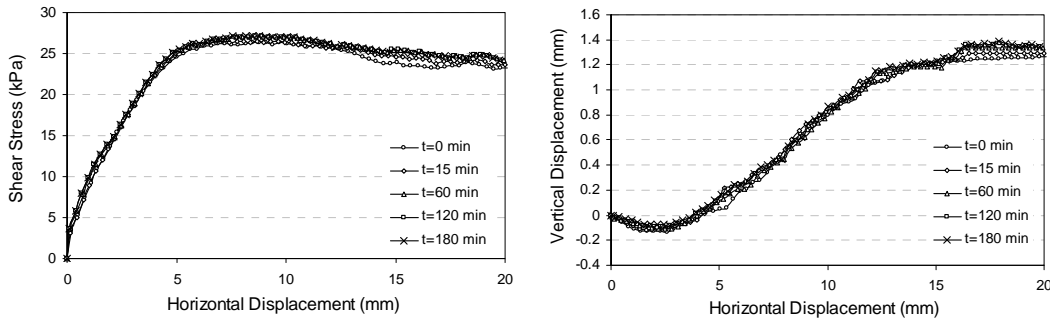 30
25
20
15
10
5
0
Shear Stress (kPa)
t=0 min
t=15 min
t=60 min
t=120 min
t=180 min
0 5 10 15 20
Horizontal Displacement (mm)
1.6
1.4
1.2
1.0
0.8
0.6
0.4
0.2
0
-0.2
-0.4
Vertical Displacement (mm)
t=0 min
t=15 min
t=60 min
t=120 min
t=180 min
0 5 10 15 20
Horizontal Displacement (mm)